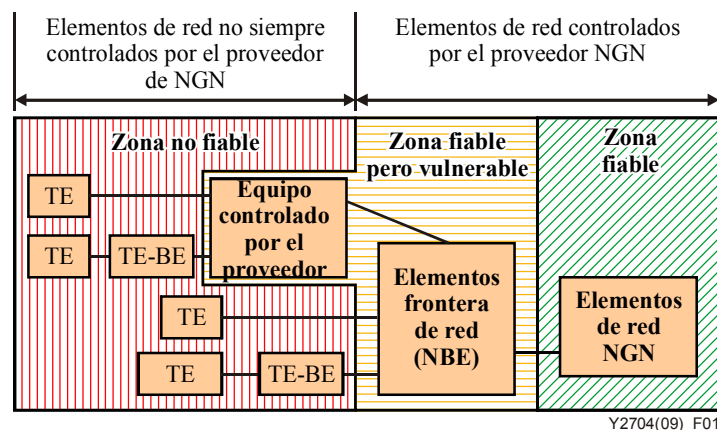 Elementos de red no siempre
controlados por el proveedor
de NGN
Elementos de red controlados
por el proveedor NGN
Zona no fiable
Zona fiable
pero vulnerable
Zona
fiable
TE
Equipo
controlado
por el
proveedor
TE
TE-BE
TE
TE
TE-BE
Elementos
frontera
de red
(NBE)
Elementos
de red
NGN
Y2704(09)_F01